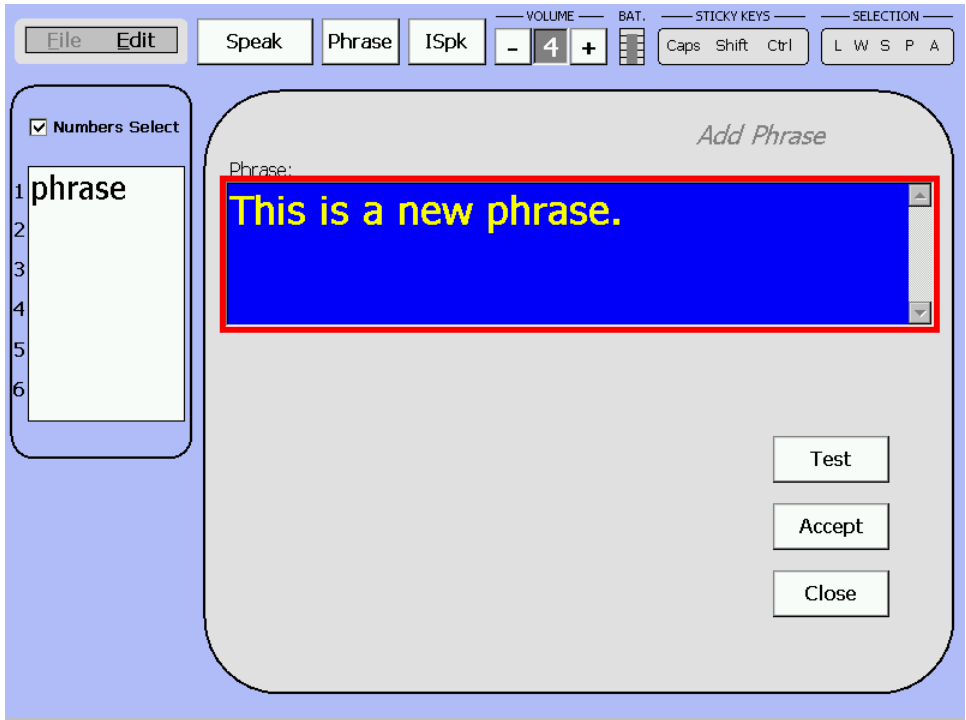 File Edit Speak Phrase ISpk VOLUME - 4 + BAT. STICKY KEYS Caps Shift Ctrl SELECTION L W S P A
Numbers Select
1 phrase
2
3
4
5
6
Add Phrase
Phrase:
This is a new phrase.
Test
Accept
Close